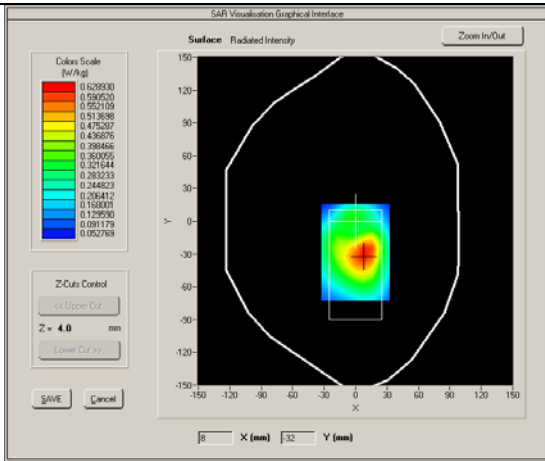 SAR Visualisation Graphical Interface
Surface Radiated Intensity
Zoom In/Out
Colors Scale
(W/kg)
0.628930
0.590520
0.552109
0.513698
0.475287
0.436876
0.398466
0.360055
0.321644
0.283233
0.244823
0.206412
0.168001
0.129590
0.091179
0.052769
Z-Cuts Control
<< Upper Cut
Z = 4.0 mm
Lower Cut >>
SAVE Cancel
150
120
90
60
30
0
-30
-60
-90
-120
-150
Y
-150 -120 -90 -60 -30 0 30 60 90 120 150
X
8 X (mm) -32 Y (mm)